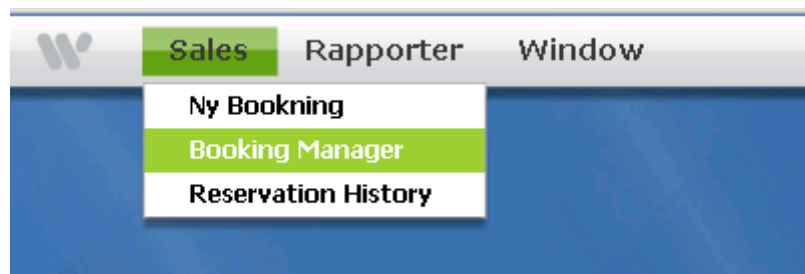 Sales Rapporter Window
Ny Bookning
Booking Manager
Reservation History